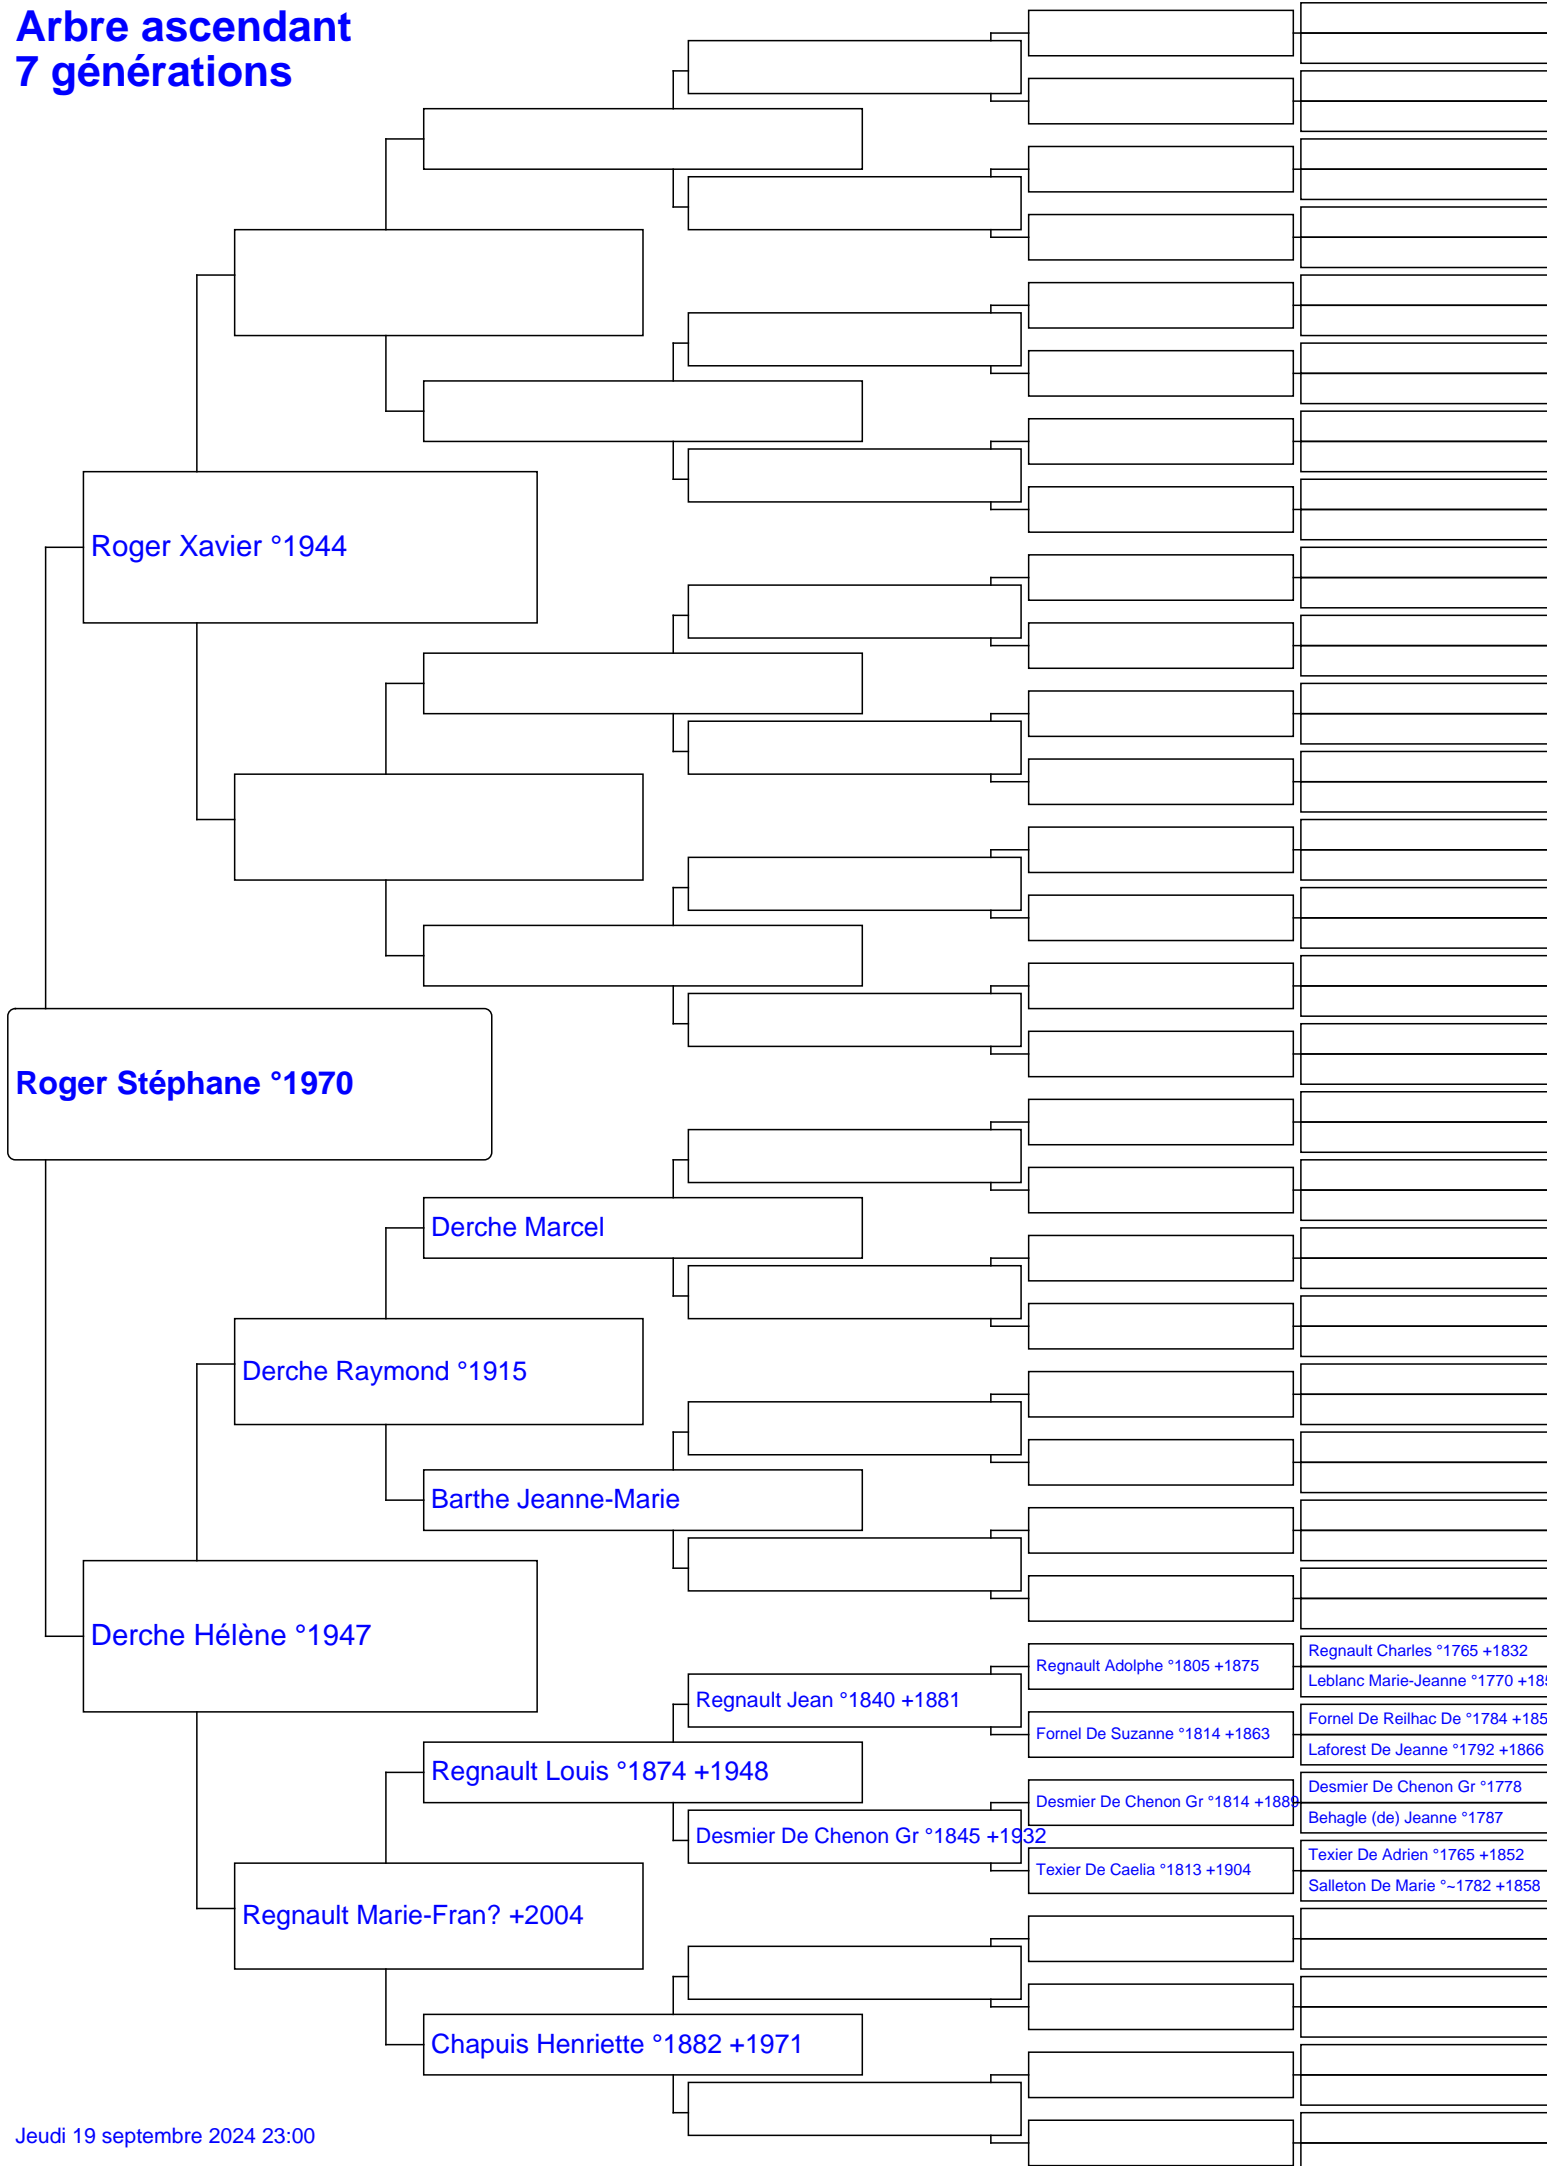 Arbre ascendant
7 générations
Roger Xavier °1944
Roger Stéphane °1970
Derche Marcel
Derche Raymond °1915
Barthe Jeanne-Marie
Derche Hélène °1947
Regnault Charles °1765 +1832
Regnault Adolphe °1805 +1875
Leblanc Marie-Jeanne °1770 +185
Regnault Jean °1840 +1881
Fornel De Reilhac De °1784 +185
Fornel De Suzanne °1814 +1863
Laforest De Jeanne °1792 +1866
Regnault Louis °1874 +1948
Desmier De Chenon Gr °1778
Desmier De Chenon Gr °1814 +1889
Behagle (de) Jeanne °1787
Desmier De Chenon Gr °1845 +1932
Texier De Adrien °1765 +1852
Texier De Caelia °1813 +1904
Salleton De Marie °~1782 +1858
Regnault Marie-Fran? +2004
Chapuis Henriette °1882 +1971
Jeudi 19 septembre 2024 23:00